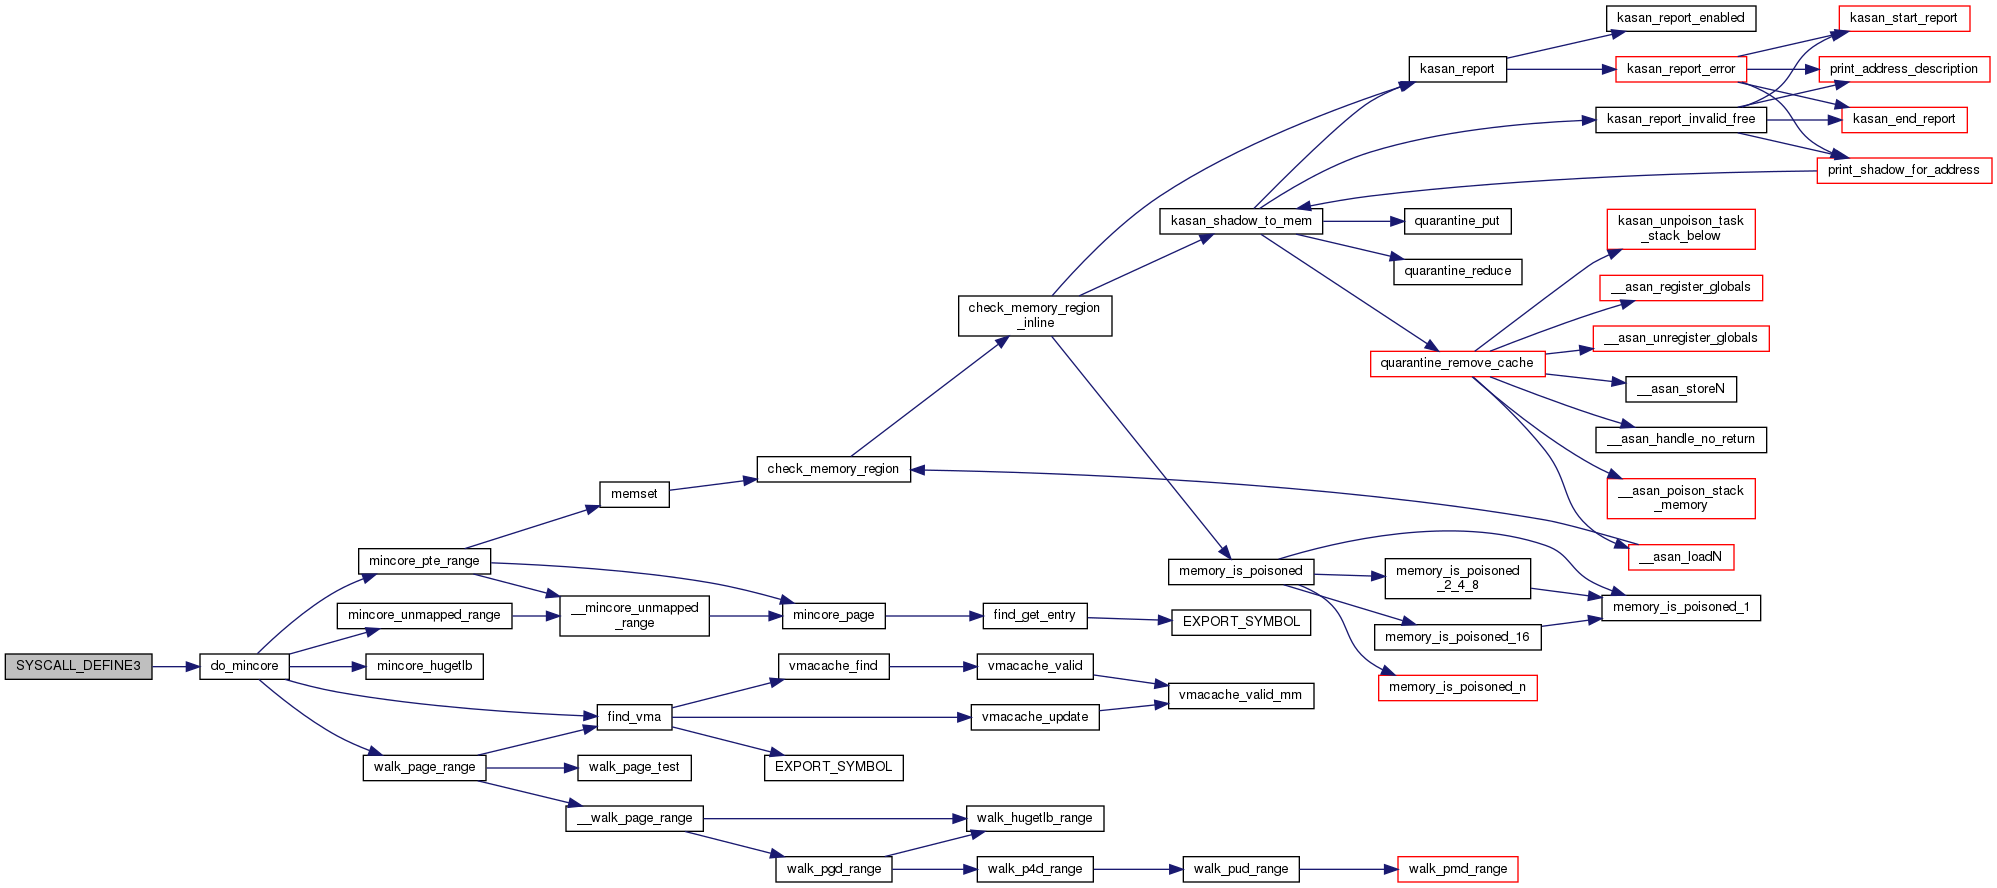 kasan_report_enabled
kasan_start_report
kasan_report
kasan_report_error
print_address_description
kasan_report_invalid_free
kasan_end_report
print_shadow_for_address
kasan_shadow_to_mem
quarantine_put
kasan_unpoison_task
_stack_below
quarantine_reduce
__asan_register_globals
check_memory_region
_inline
__asan_unregister_globals
quarantine_remove_cache
__asan_storeN
__asan_handle_no_return
check_memory_region
memset
__asan_poison_stack
_memory
mincore_pte_range
__asan_loadN
memory_is_poisoned
memory_is_poisoned
_2_4_8
memory_is_poisoned_1
mincore_unmapped_range
__mincore_unmapped
_range
mincore_page
find_get_entry
EXPORT_SYMBOL
memory_is_poisoned_16
SYSCALL_DEFINE3
do_mincore
mincore_hugetlb
vmacache_find
vmacache_valid
memory_is_poisoned_n
vmacache_valid_mm
find_vma
vmacache_update
walk_page_range
walk_page_test
EXPORT_SYMBOL
__walk_page_range
walk_hugetlb_range
walk_pgd_range
walk_p4d_range
walk_pud_range
walk_pmd_range